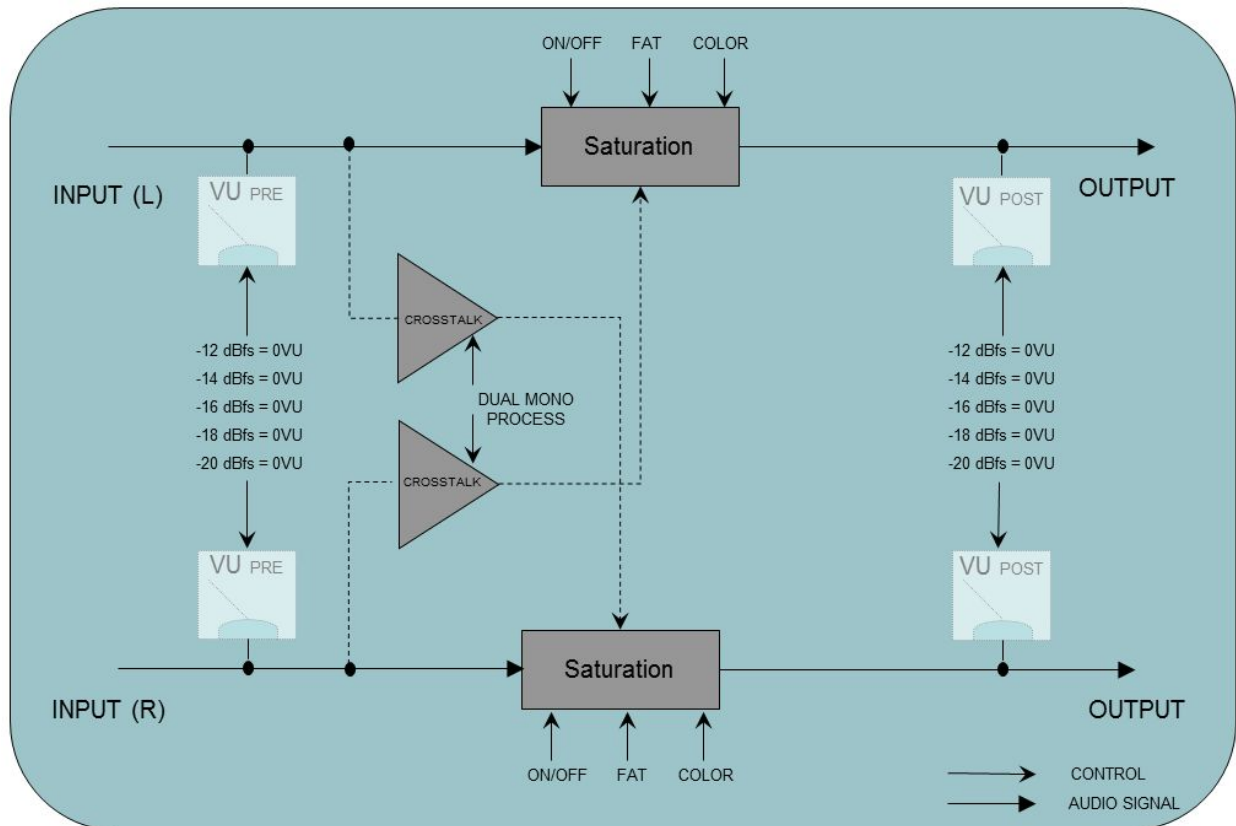 ON/OFF FAT COLOR
Saturation
INPUT (L)
VU PRE
VU POST
OUTPUT
CROSSTALK
-12 dBfs = 0VU
-14 dBfs = 0VU
-16 dBfs = 0VU
-18 dBfs = 0VU
-20 dBfs = 0VU
DUAL MONO
PROCESS
-12 dBfs = 0VU
-14 dBfs = 0VU
-16 dBfs = 0VU
-18 dBfs = 0VU
-20 dBfs = 0VU
CROSSTALK
VU PRE
VU POST
Saturation
INPUT (R)
OUTPUT
ON/OFF FAT COLOR
CONTROL
AUDIO SIGNAL